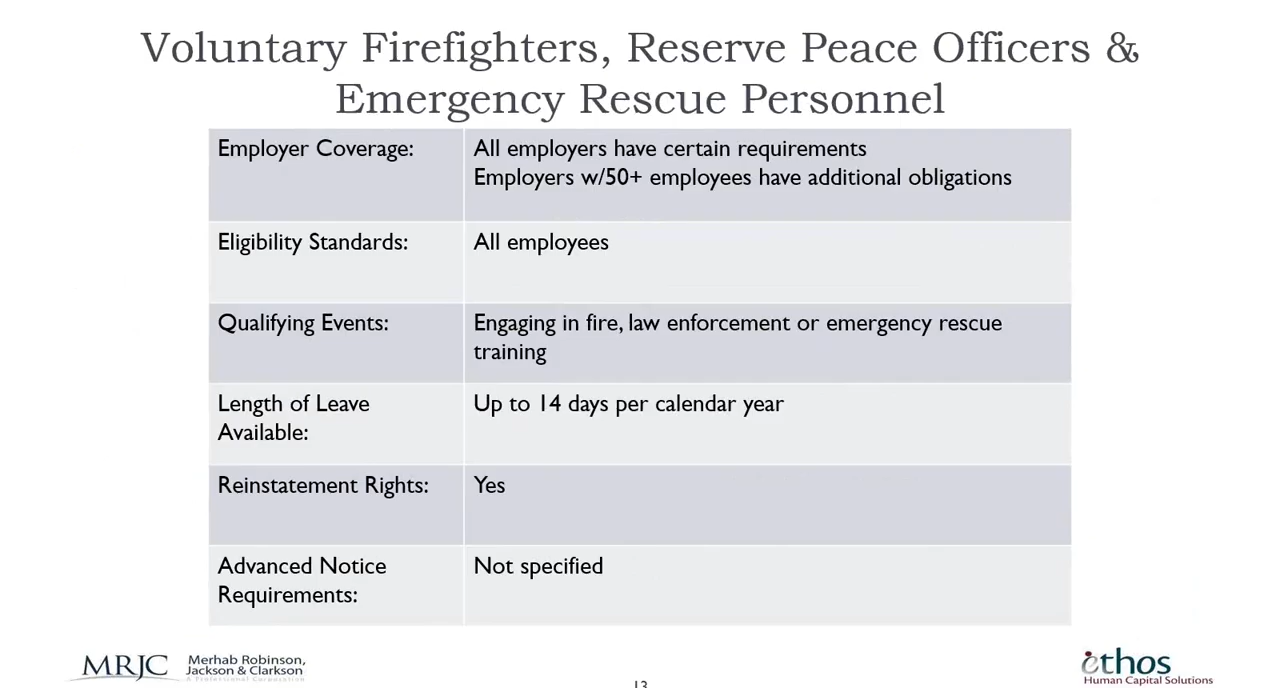 Voluntary Firefighters, Reserve Peace Officers &
Emergency Rescue Personnel
Employer Coverage:
All employers have certain requirements
Employers w/50+ employees have additional obligations
Eligibility Standards:
All employees
Qualifying Events:
Engaging in fire, law enforcement or emergency rescue
training
Length of Leave
Available:
Up to 14 days per calendar year
Reinstatement Rights:
Yes
Advanced Notice
Requirements:
Not specified
MRJC
Merhab Robinson,
Jackson & Clarkson
A Professional Corporation
13
ethos
Human Capital Solutions